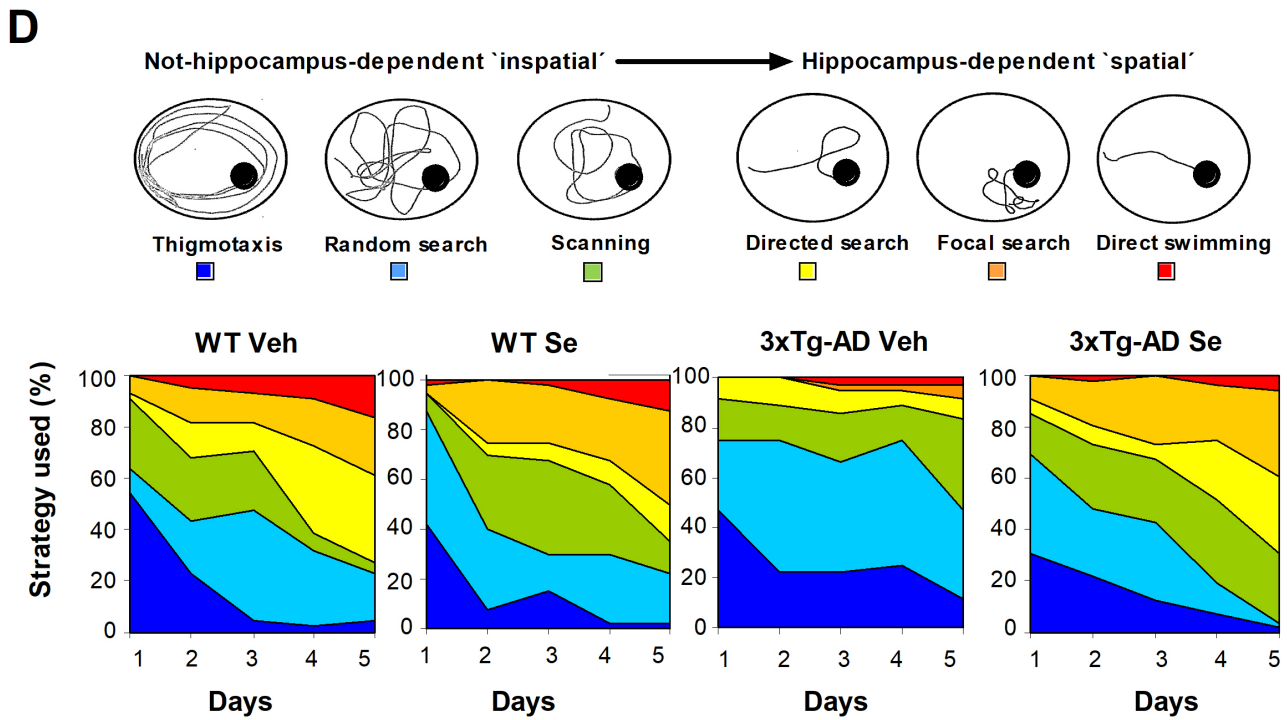 D
Not-hippocampus-dependent `inspatial´ Hippocampus-dependent `spatial´
Thigmotaxis Random search Scanning Directed search Focal search Direct swimming
WT Veh WT Se 3xTg-AD Veh 3xTg-AD Se
Strategy used (%)
100 100 100 100
80 80 80 80
60 60 60 60
40 40 40 40
20 20 20 20
0 0 0 0
1 2 3 4 5 1 2 3 4 5 1 2 3 4 5 1 2 3 4 5
Days Days Days Days